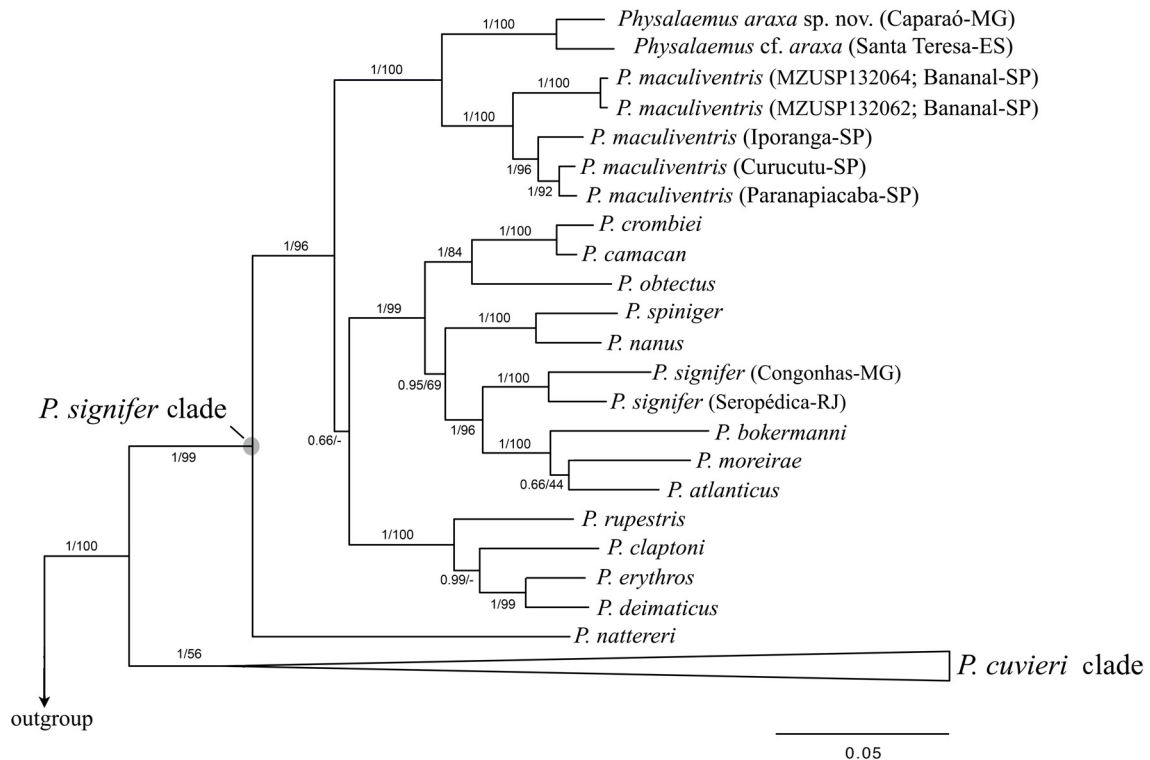 1/100
Physalaemus araxa sp. nov. (Caparaó-MG)
Physalaemus cf. araxa (Santa Teresa-ES)
1/100
1/100
P. maculiventris (MZUSP132064; Bananal-SP)
P. maculiventris (MZUSP132062; Bananal-SP)
1/100
P. maculiventris (Iporanga-SP)
1/96
P. maculiventris (Curucutu-SP)
1/92
P. maculiventris (Paranapiacaba-SP)
1/100
P. crombiei
1/96
1/84
P. camacan
P. obtectus
1/99
1/100
P. spiniger
P. nanus
0.95/69
1/100
P. signifer (Congonhas-MG)
P. signifer clade
P. signifer (Seropédica-RJ)
0.66/-
1/96
P. bokermanni
1/100
1/99
P. moreirae
0.66/44
P. atlanticus
P. rupestris
1/100
1/100
P. claptoni
0.99/-
P. erythros
1/99
P. deimaticus
P. nattereri
1/56
P. cuvieri clade
outgroup
0.05